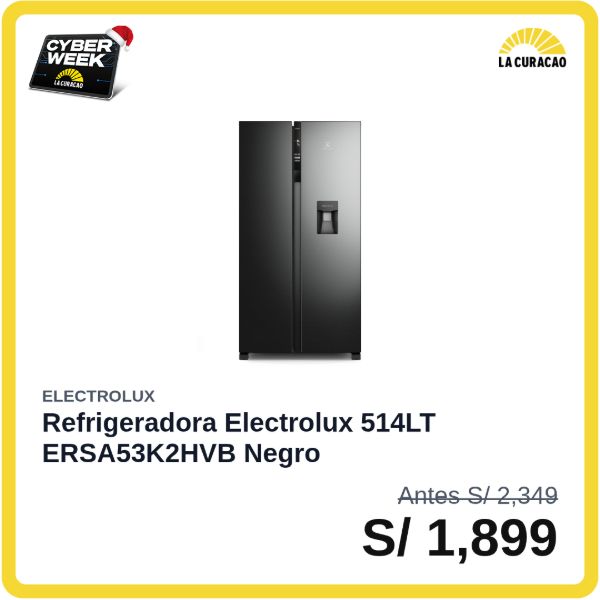 CYBER
WEEK
LA CURACAO
LA CURACAO
ELECTROLUX
Refrigeradora Electrolux 514LT
ERSA53K2HVB Negro
Antes S/ 2,349
S/ 1,899